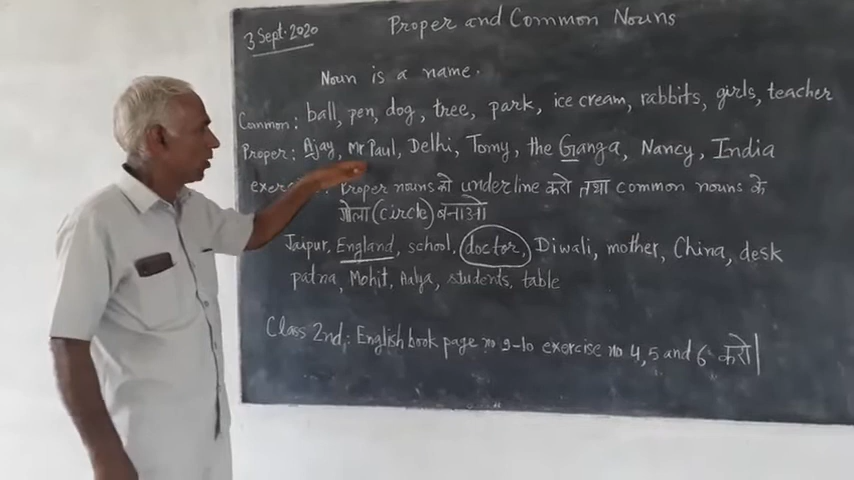 3 Sept. 2020
Proper and Common Nouns
Noun is a name.
Common: ball, pen, dog, tree, park, ice cream, rabbits, girls, teacher
Proper: Ajay, Mr Paul, Delhi, Tomy, the Ganga, Nancy, India
Proper nouns को underline करो तथा common nouns के
गोला (circle) बनाओ
Jaipur, England, school, doctor, Diwali, mother, China, desk
patna, Mohit, Aalya, students, table
Class 2nd: English book page no 9-10 exercise no 4, 5 and 6 करो|